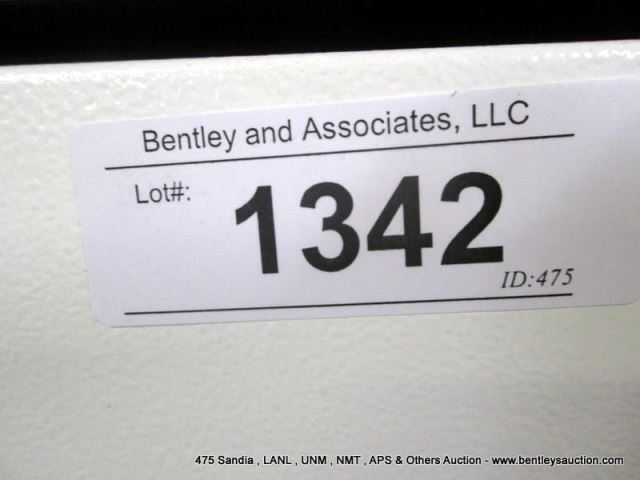 Bentley and Associates, LLC
Lot#:
1342
ID:475
475 Sandia , LANL , UNM , NMT , APS & Others Auction - www.bentleysauction.com